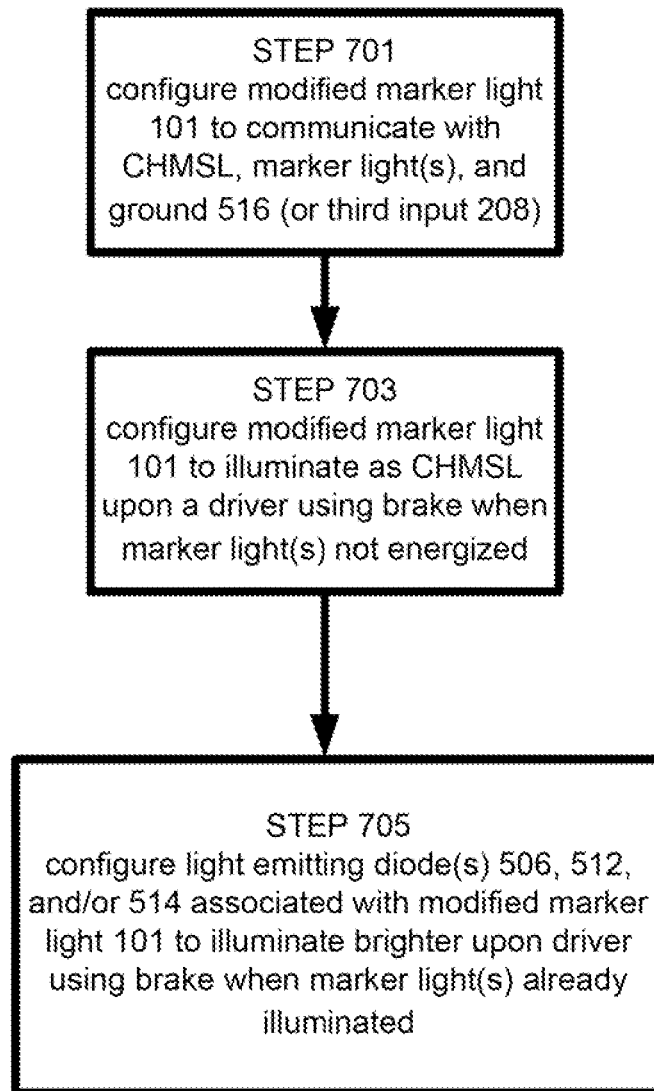 STEP 701
configure modified marker light
101 to communicate with
CHMSL, marker light(s), and
ground 516 (or third input 208)
STEP 703
configure modified marker light
101 to illuminate as CHMSL
upon a driver using brake when
marker light(s) not energized
STEP 705
configure light emitting diode(s) 506, 512,
and/or 514 associated with modified marker
light 101 to illuminate brighter upon driver
using brake when marker light(s) already
illuminated